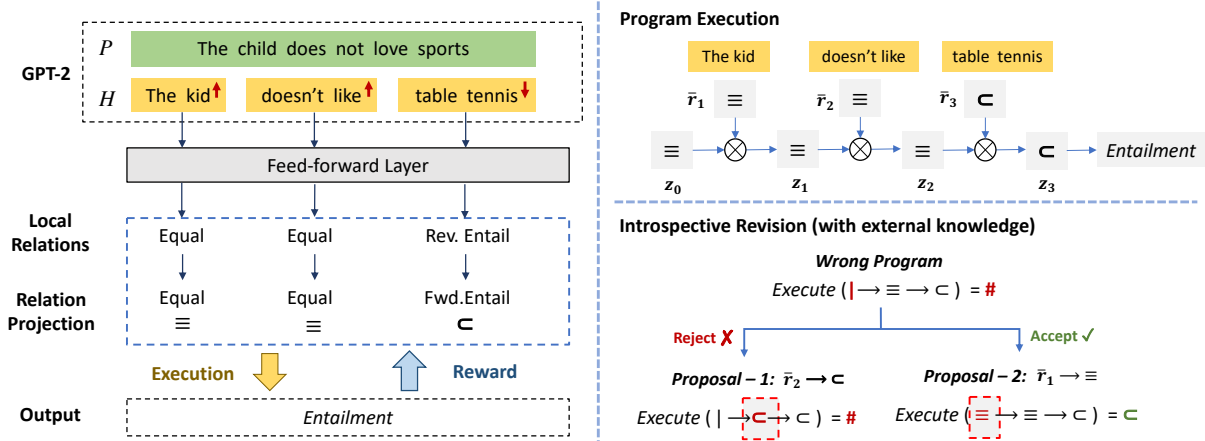 GPT-2
P
The child does not love sports
H
The kid
doesn't like
table tennis
Feed-forward Layer
Local
Relations
Equal
Equal
Rev. Entail
Relation
Projection
Equal
Equal
Fwd.Entail
≡
≡
⊂
Execution
Reward
Output
Entailment
Program Execution
The kid
doesn't like
table tennis
r̄₁ ≡
r̄₂ ≡
r̄₃ ⊂
≡ ⊗ ≡ ⊗ ≡ ⊗ ⊂ Entailment
z₀ z₁ z₂ z₃
Introspective Revision (with external knowledge)
Wrong Program
Execute ( | → ≡ → ⊂ ) = #
Reject ✗
Accept ✓
Proposal – 1: r̄₂ → ⊂
Execute ( | → ⊂ → ⊂ ) = #
Proposal – 2: r̄₁ → ≡
Execute ( ≡ → ≡ → ⊂ ) = ⊂